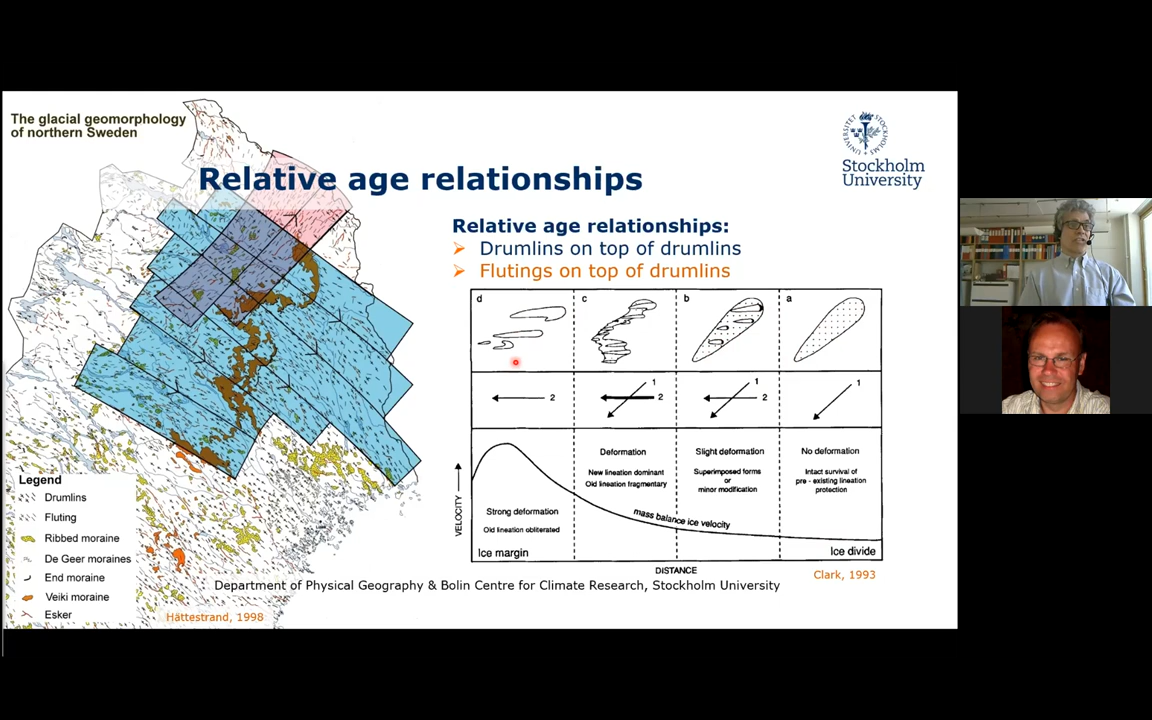 The glacial geomorphology
of northern Sweden
Relative age relationships
Stockholm
University
Relative age relationships:
Drumlins on top of drumlins
Flutings on top of drumlins
d c b a
2 1 2 1 2 1
Deformation Slight deformation No deformation
New lineation dominant
Old lineation fragmentary
Superimposed forms
or
minor modification
Intact survival of
pre - existing lineation
protection
VELOCITY
Strong deformation
Old lineation obliterated
mass balance ice velocity
Ice margin Ice divide
DISTANCE
Clark, 1993
Legend
Drumlins
Fluting
Ribbed moraine
De Geer moraines
End moraine
Veiki moraine
Esker
Department of Physical Geography & Bolin Centre for Climate Research, Stockholm University
Hättestrand, 1998